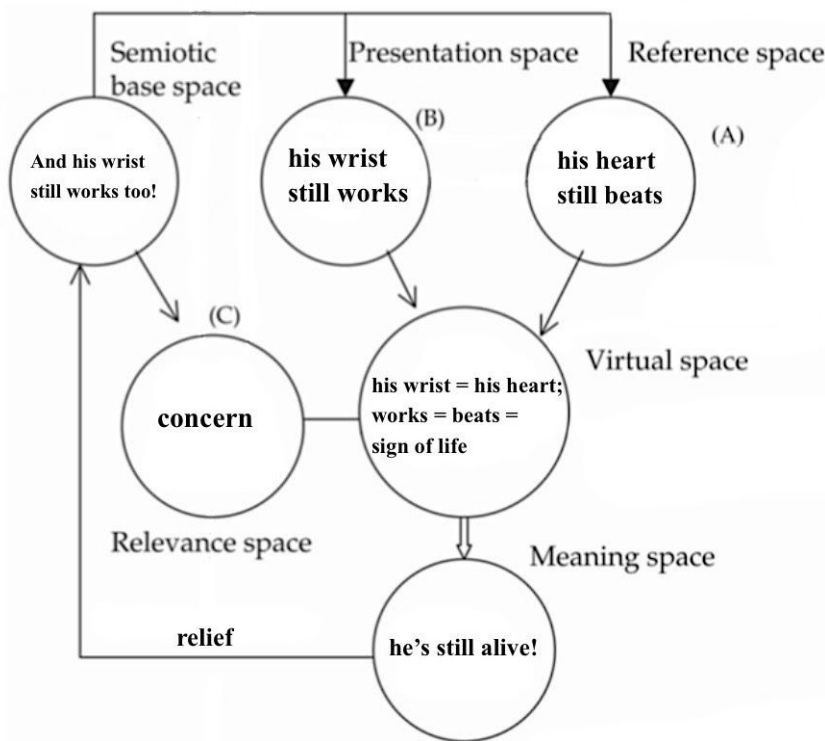 Semiotic
base space
Presentation space
Reference space
(B)
(A)
And his wrist
still works too!
his wrist
still works
his heart
still beats
(C)
concern
his wrist = his heart;
works = beats =
sign of life
Virtual space
Relevance space
Meaning space
relief
he's still alive!